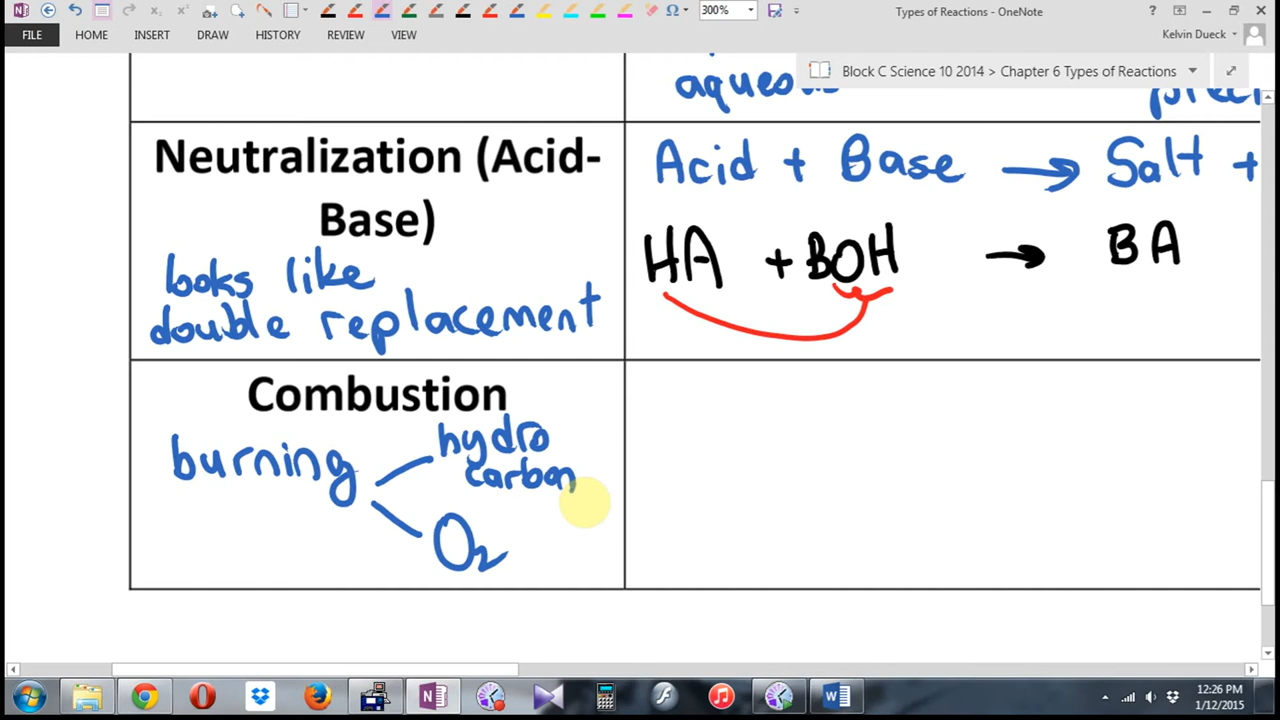 Types of Reactions - OneNote
300%
FILE HOME INSERT DRAW HISTORY REVIEW VIEW
Kelvin Dueck
Block C Science 10 2014 > Chapter 6 Types of Reactions
aqueous
Neutralization (Acid-
Base)
looks like
double replacement
Acid + Base → Salt +
HA + BOH → BA
Combustion
burning
hydro
carbon
O₂
12:26 PM
1/12/2015